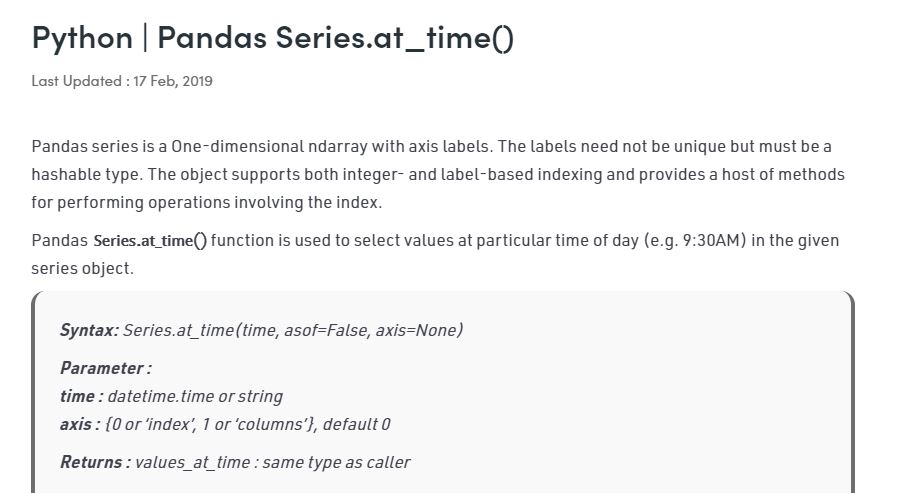 Python | Pandas Series.at_time()
Last Updated : 17 Feb, 2019
Pandas series is a One-dimensional ndarray with axis labels. The labels need not be unique but must be a
hashable type. The object supports both integer- and label-based indexing and provides a host of methods
for performing operations involving the index.
Pandas Series.at_time() function is used to select values at particular time of day (e.g. 9:30AM) in the given
series object.
Syntax: Series.at_time(time, asof=False, axis=None)
Parameter :
time : datetime.time or string
axis : {0 or ‘index’, 1 or ‘columns’}, default 0
Returns : values_at_time : same type as caller